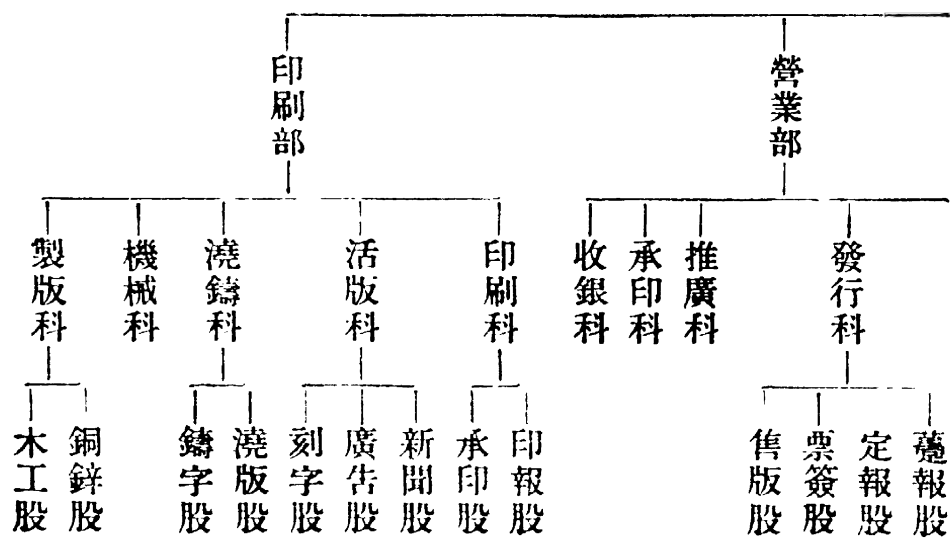 營業部
印刷部
發行科
推廣科
承印科
收銀科
印刷科
活版科
澆鑄科
機械科
製版科
躉報股
定報股
票簽股
售版股
印報股
承印股
新聞股
廣告股
刻字股
澆版股
鑄字股
銅鋅股
木工股